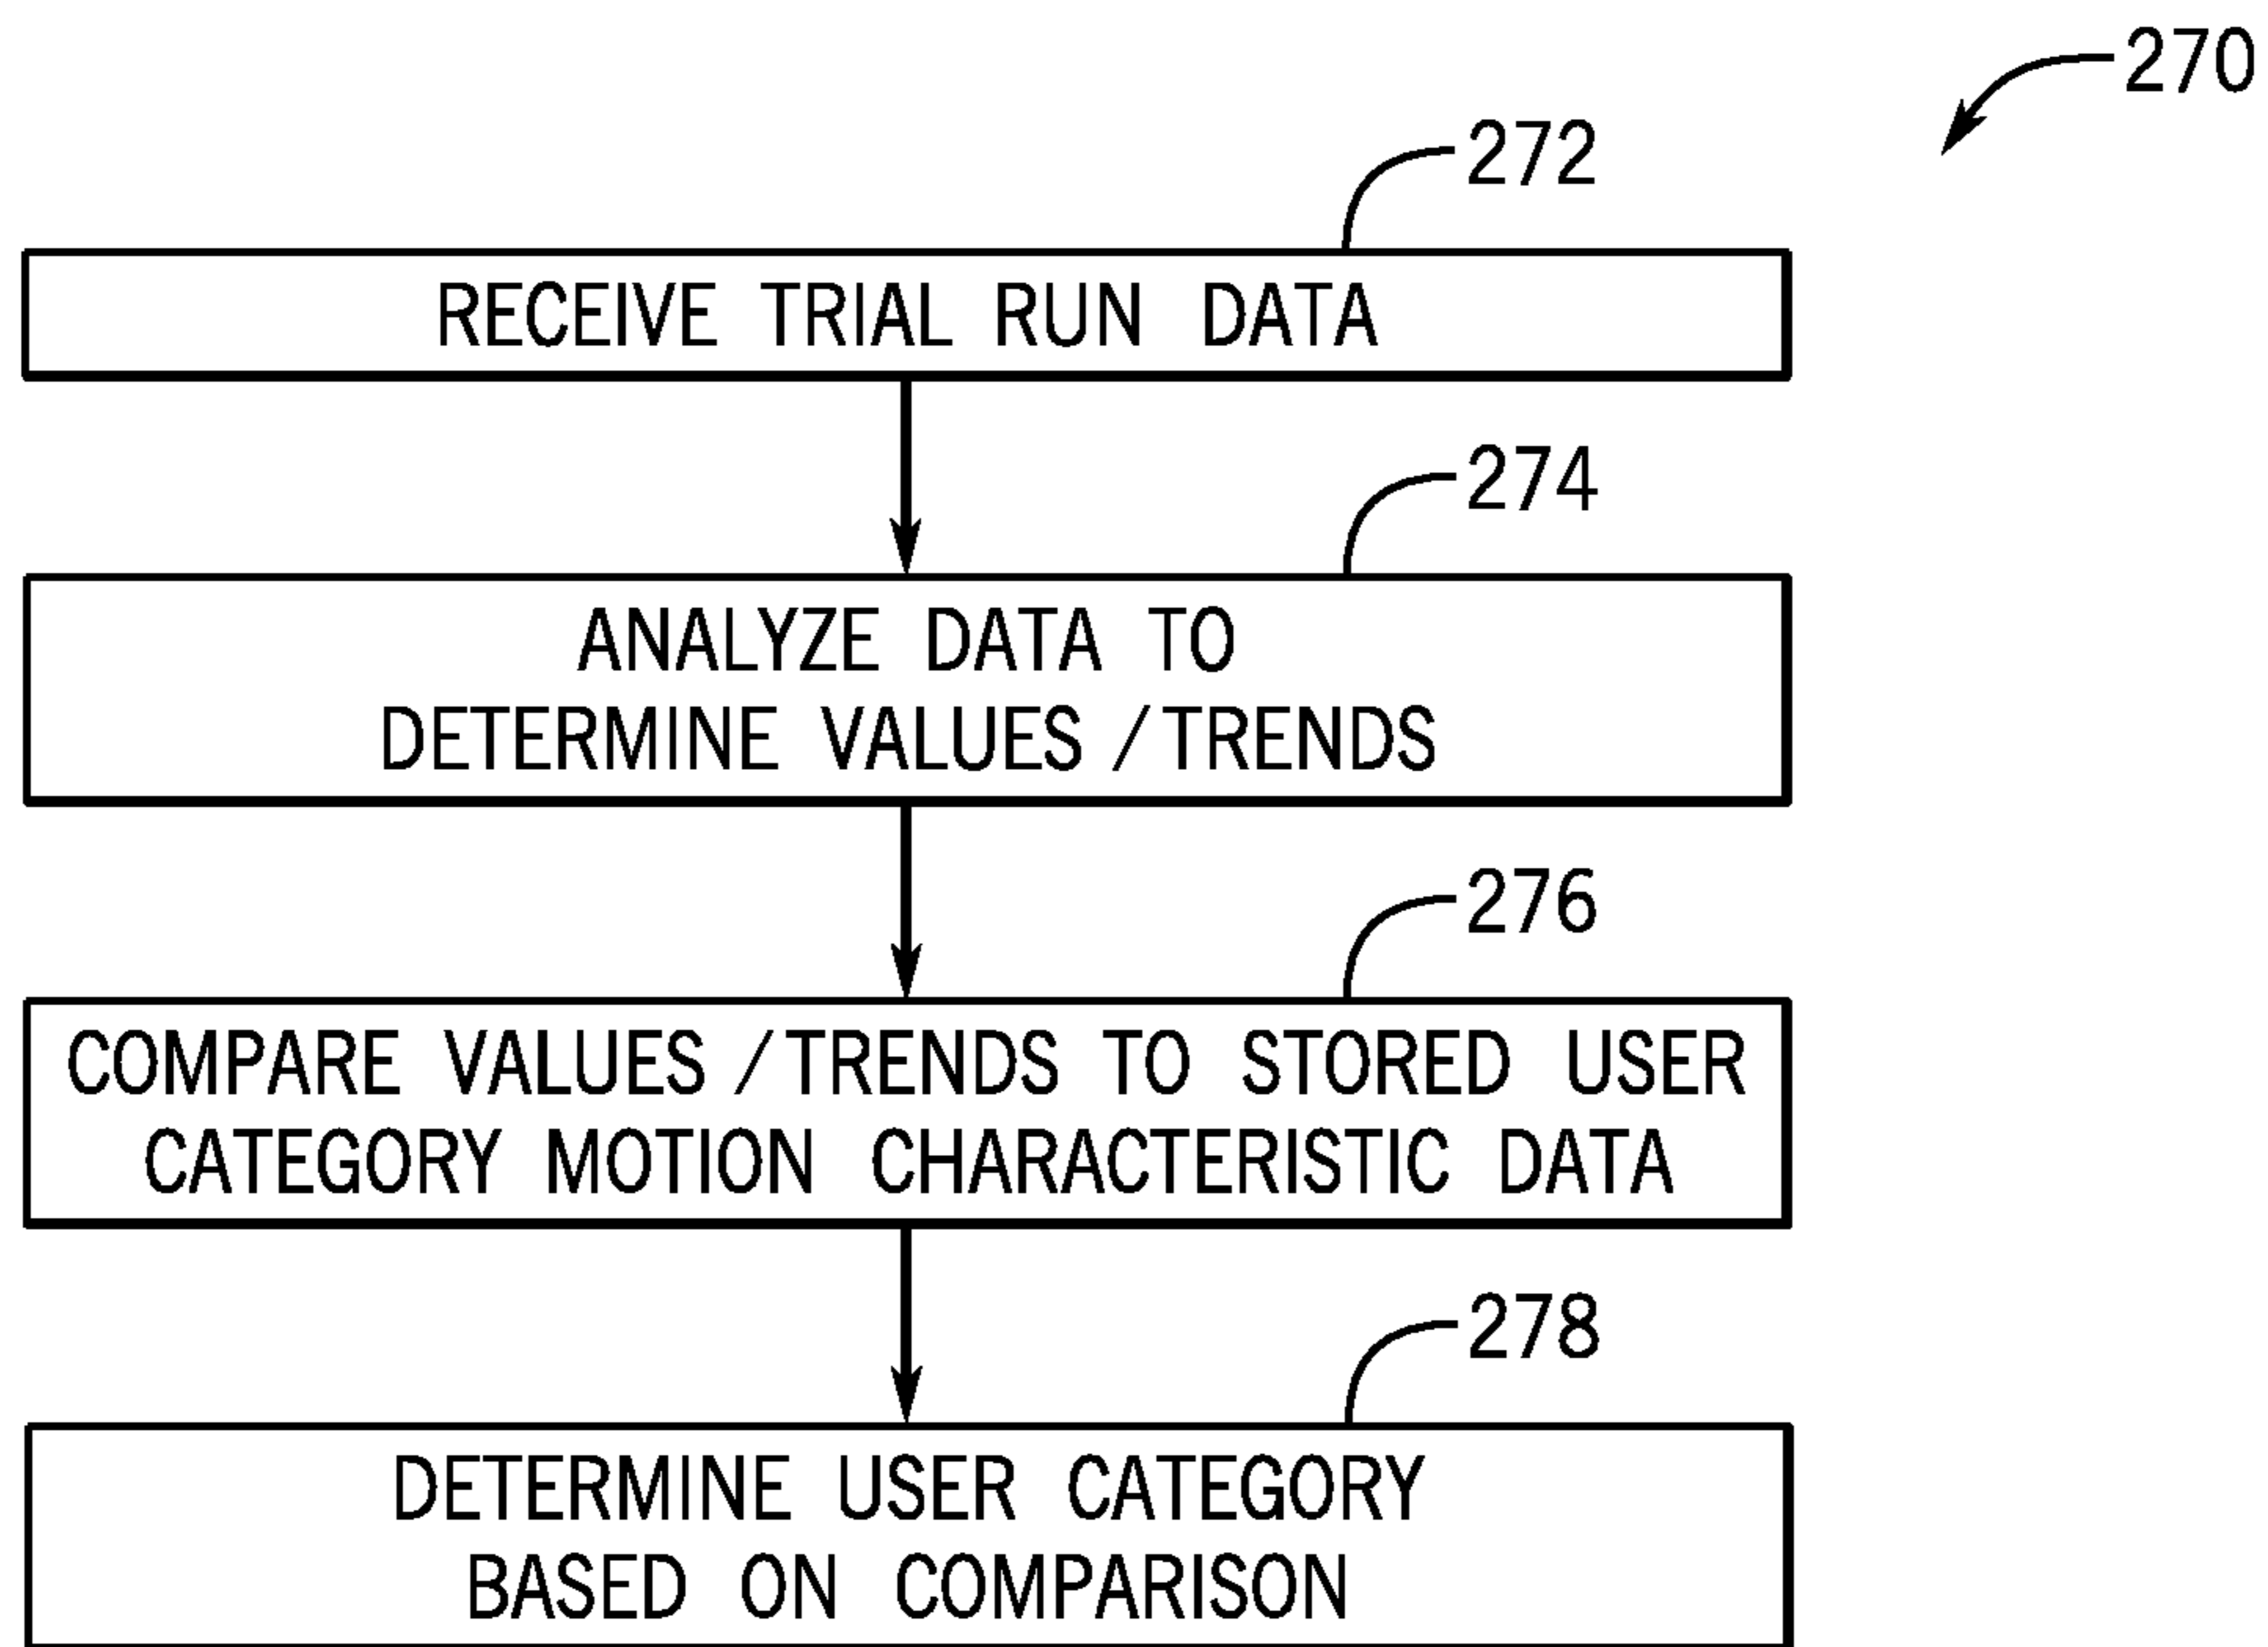 270
272
RECEIVE TRIAL RUN DATA
274
ANALYZE DATA TO
DETERMINE VALUES/TRENDS
276
COMPARE VALUES/TRENDS TO STORED USER
CATEGORY MOTION CHARACTERISTIC DATA
278
DETERMINE USER CATEGORY
BASED ON COMPARISON